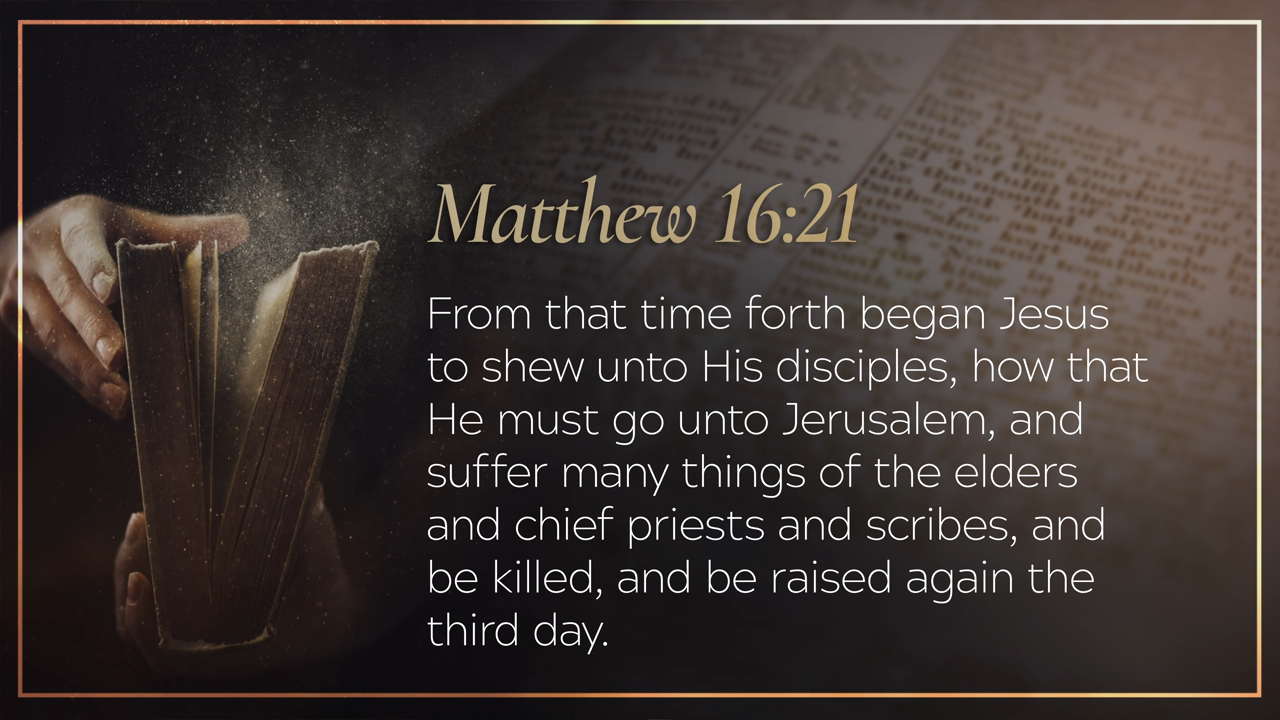 Matthew 16:21
From that time forth began Jesus
to shew unto His disciples, how that
He must go unto Jerusalem, and
suffer many things of the elders
and chief priests and scribes, and
be killed, and be raised again the
third day.